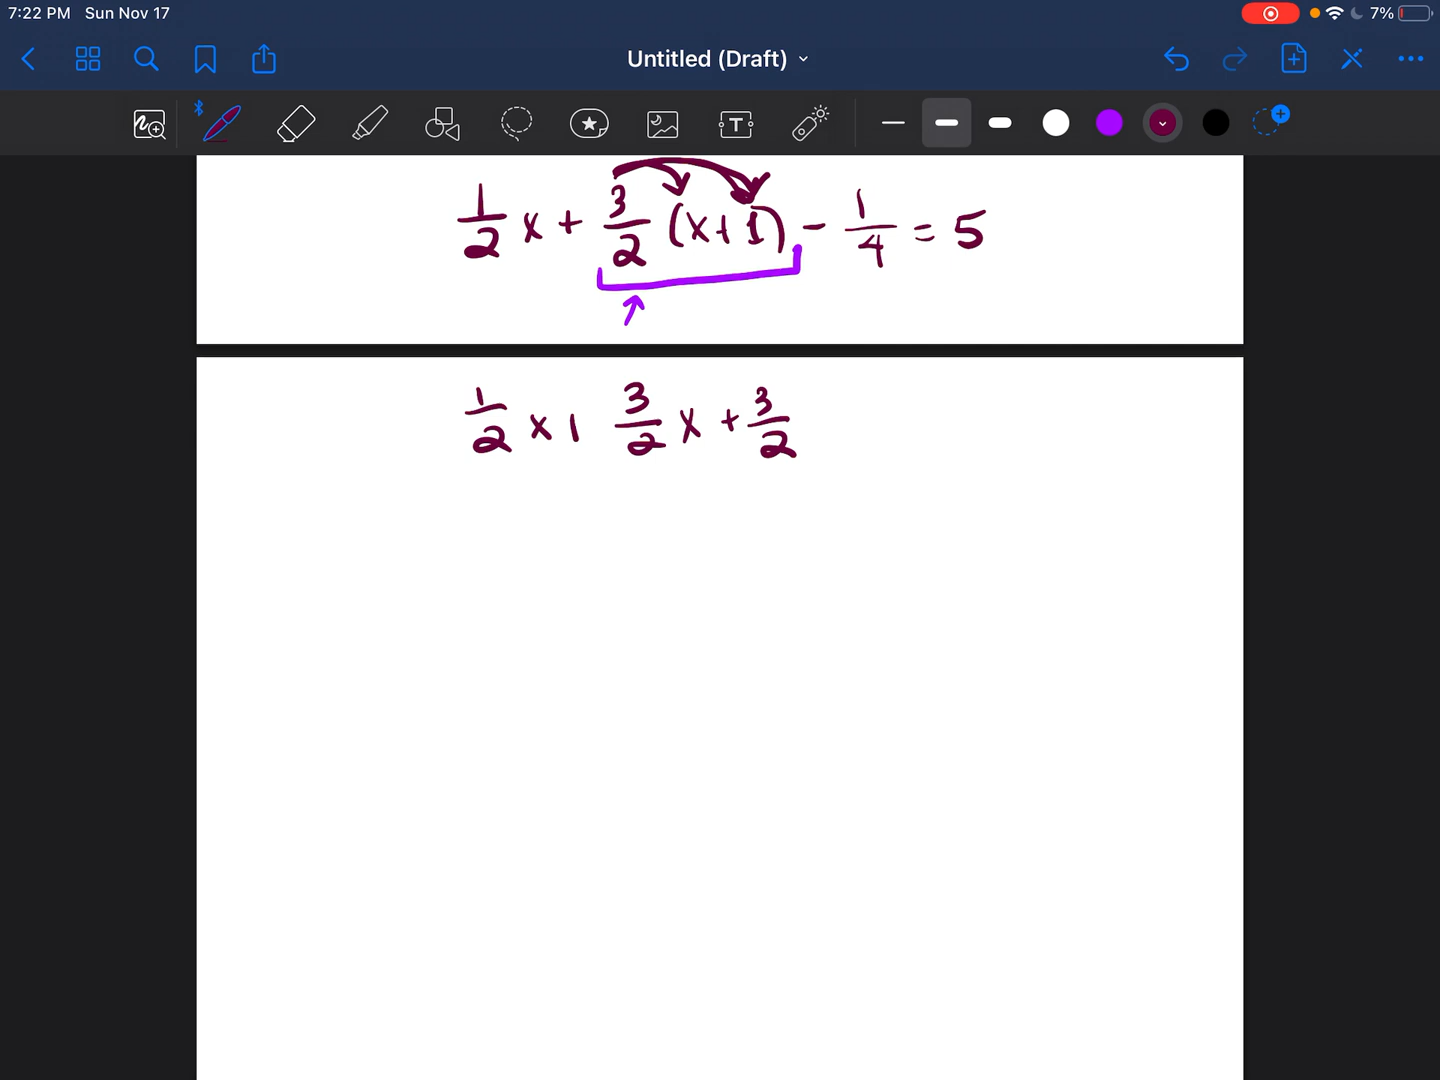 7:22 PM Sun Nov 17
7%
Untitled (Draft)
T
1/2 x + 3/2 (x+1) - 1/4 = 5
1/2 x 1 3/2 x + 3/2